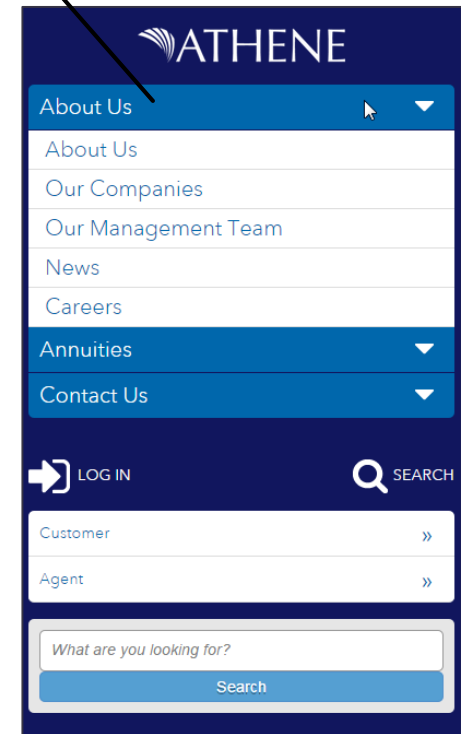 ATHENE
About Us
About Us
Our Companies
Our Management Team
News
Careers
Annuities
Contact Us
LOG IN
SEARCH
Customer »
Agent »
What are you looking for?
Search